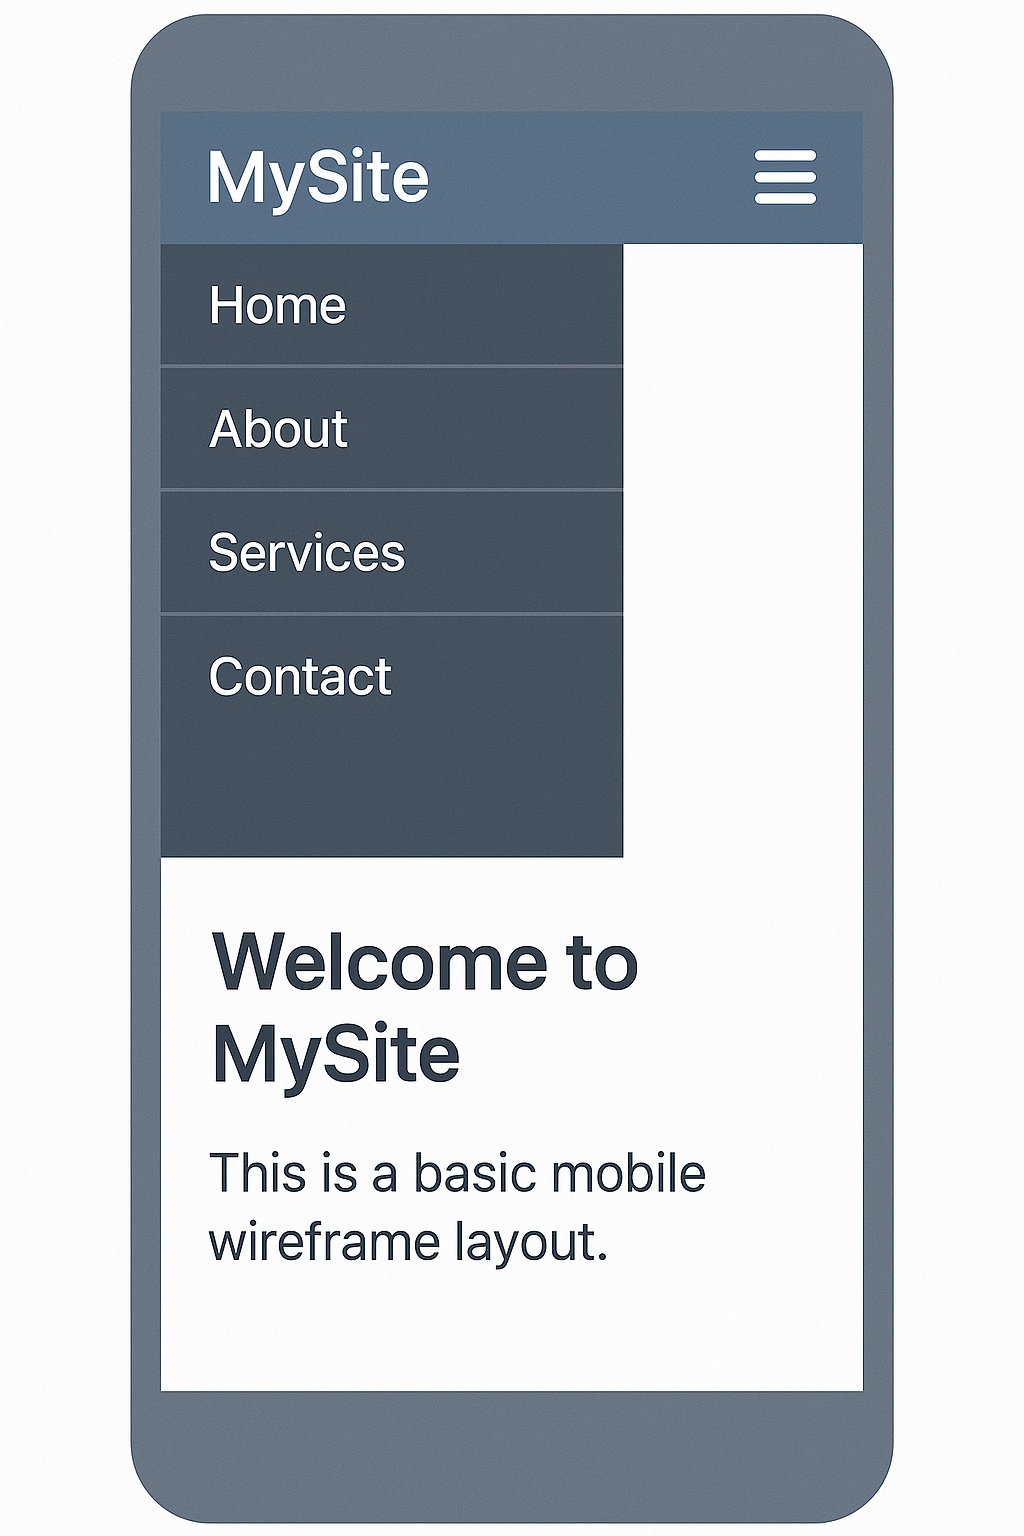 MySite
Home
About
Services
Contact
Welcome to
MySite
This is a basic mobile
wireframe layout.